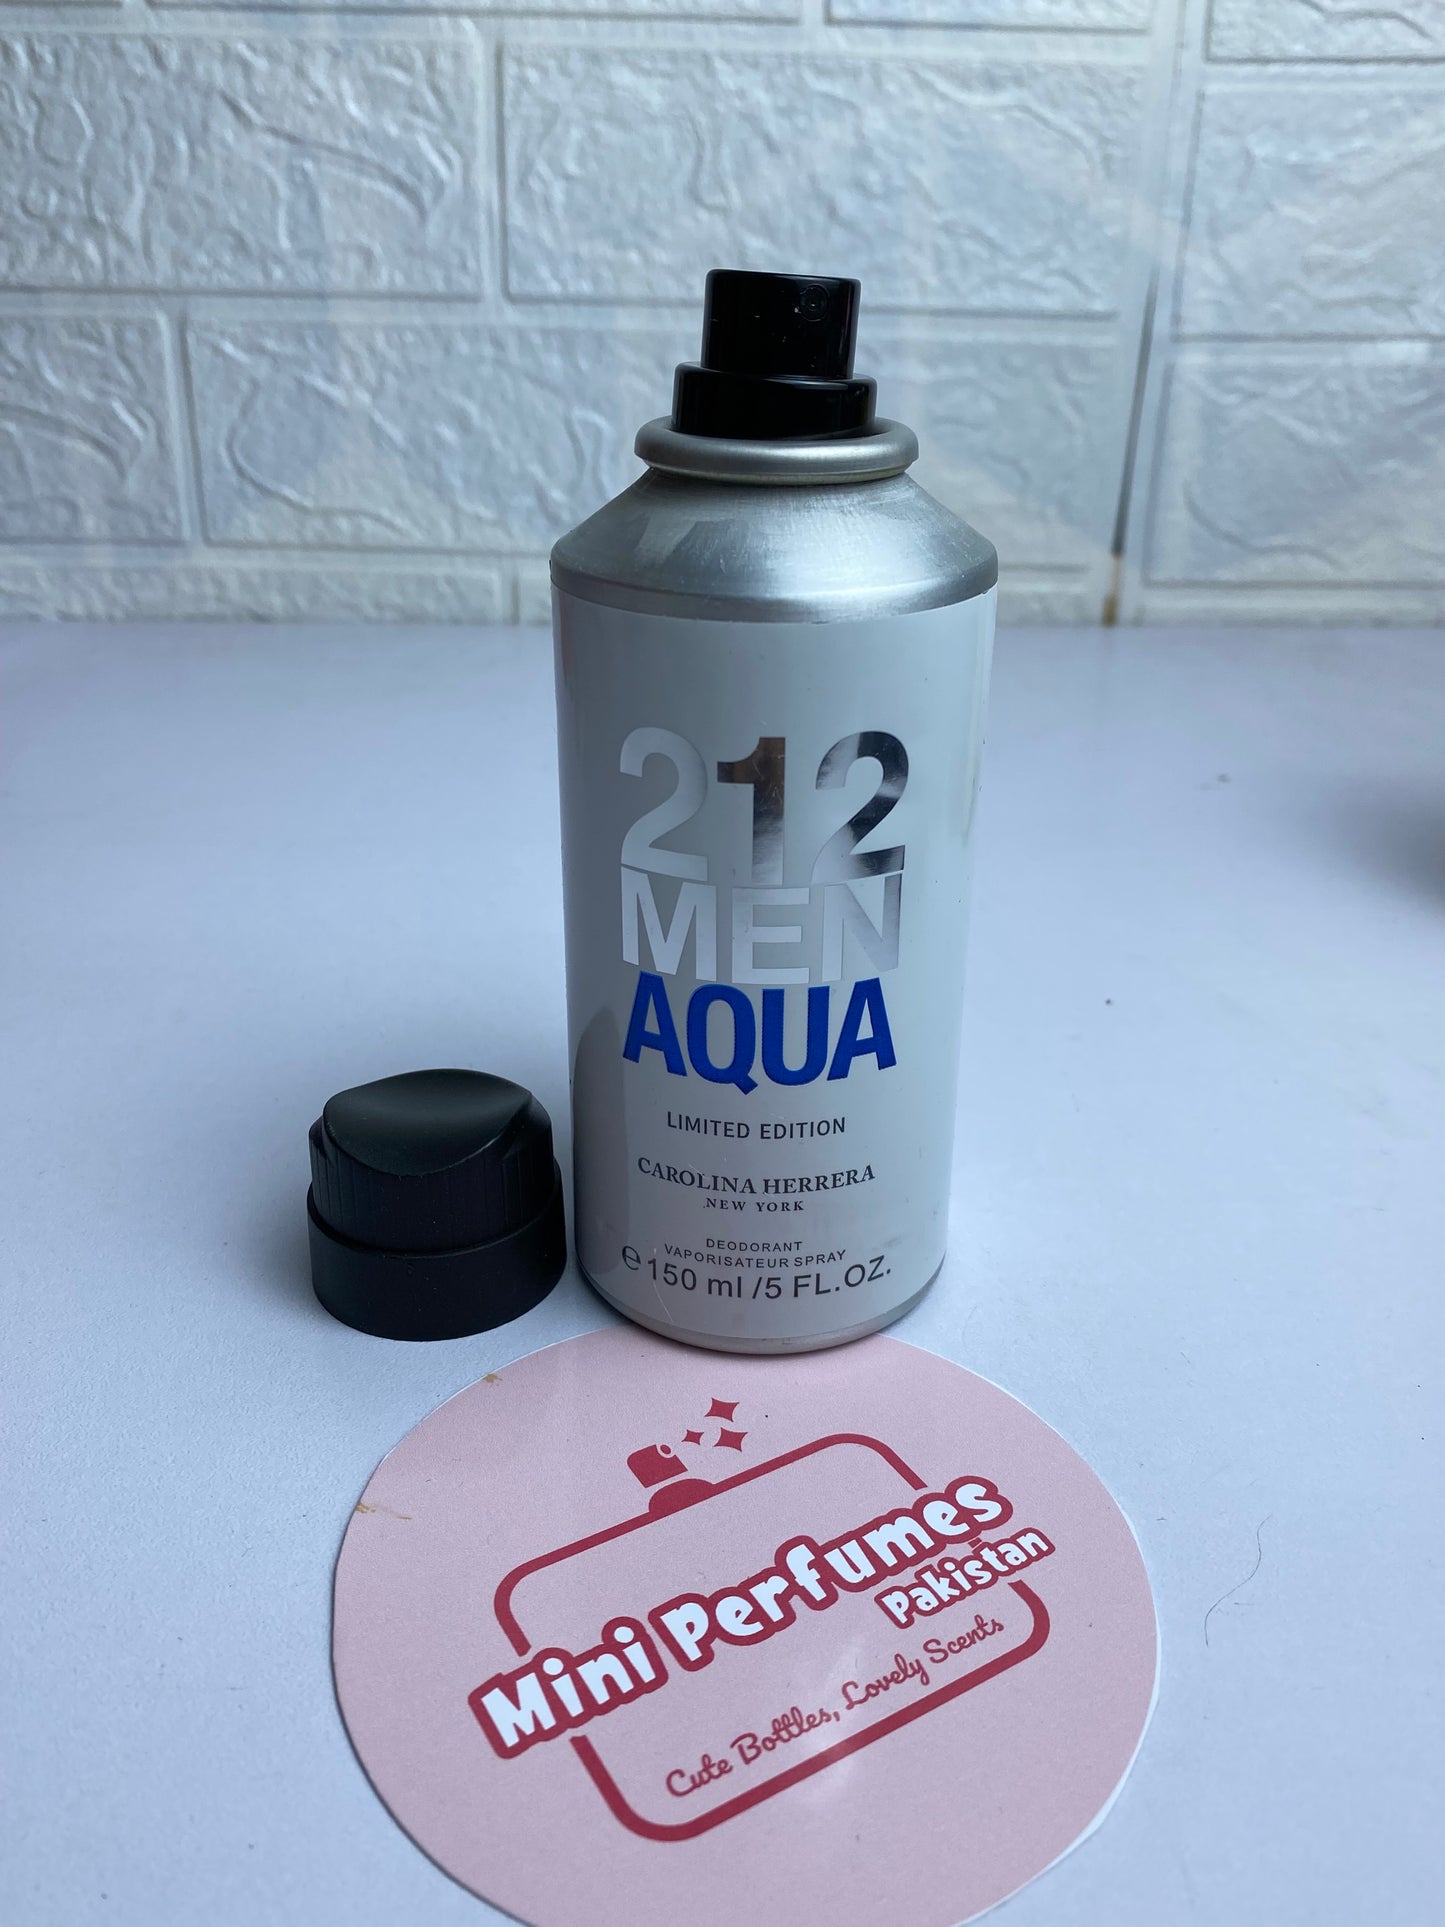 212
MEN
AQUA
LIMITED EDITION
CAROLINA HERRERA
NEW YORK
DEODORANT
VAPORISATEUR SPRAY
℮ 150 ml /5 FL.OZ.
Mini Perfumes
Pakistan
Cute Bottles, Lovely Scents